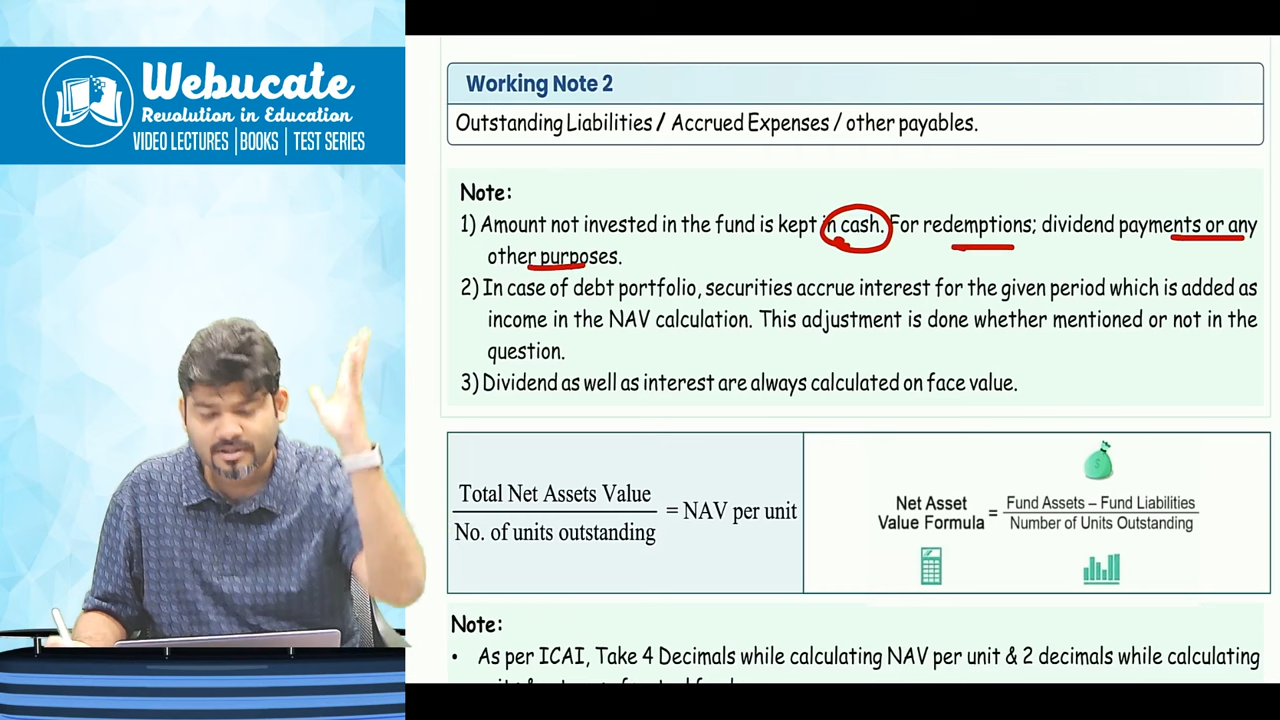 Webucate
Revolution in Education
VIDEO LECTURES | BOOKS | TEST SERIES
Working Note 2
Outstanding Liabilities / Accrued Expenses / other payables.
Note:
1) Amount not invested in the fund is kept in cash. For redemptions; dividend payments or any
other purposes.
2) In case of debt portfolio, securities accrue interest for the given period which is added as
income in the NAV calculation. This adjustment is done whether mentioned or not in the
question.
3) Dividend as well as interest are always calculated on face value.
Total Net Assets Value
No. of units outstanding
= NAV per unit
Net Asset
Value Formula
=
Fund Assets – Fund Liabilities
Number of Units Outstanding
Note:
• As per ICAI, Take 4 Decimals while calculating NAV per unit & 2 decimals while calculating